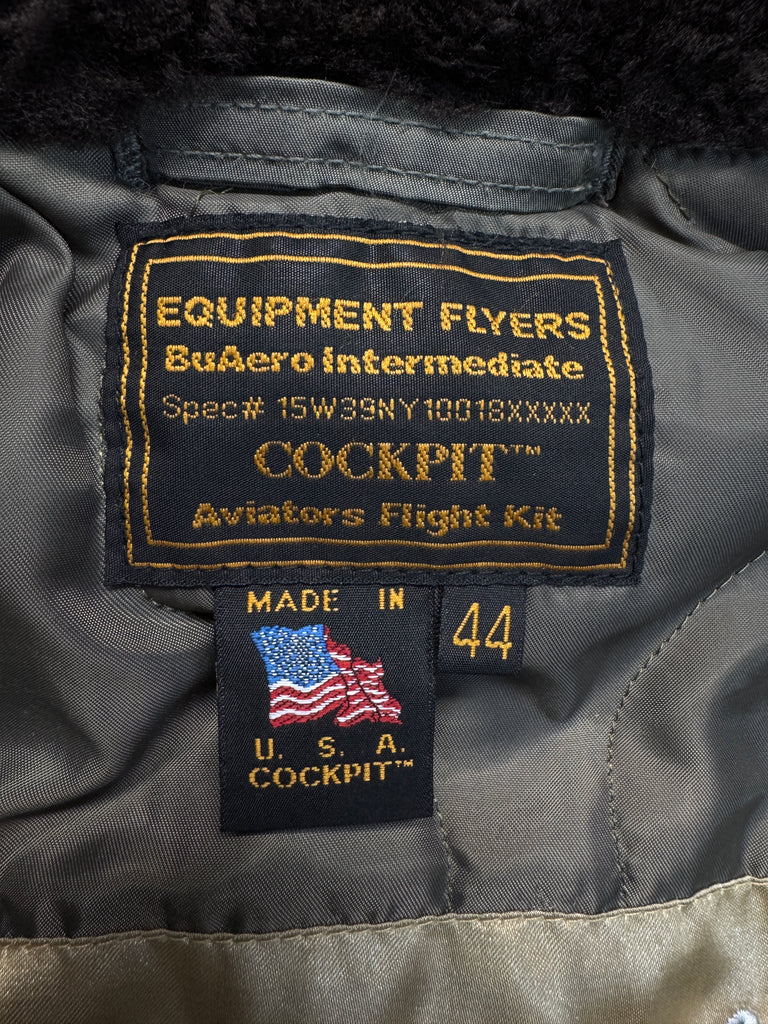 EQUIPMENT FLYERS
BuAero Intermediate
Spec# 15W39NY10018XXXXX
COCKPIT™
Aviators Flight Kit
MADE IN
44
U. S. A.
COCKPIT™